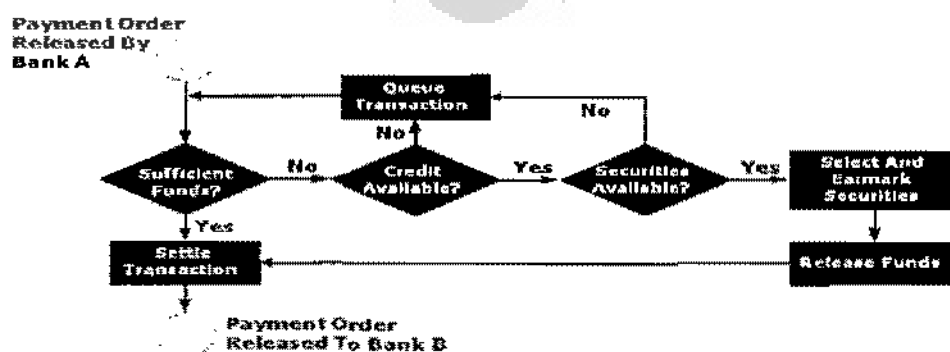 Payment Order
Released By
Bank A
Queue
Transaction
No
No
Sufficient
Funds?
No
Credit
Available?
Yes
Securities
Available?
Yes
Select And
Earmark
Securities
Yes
Settle
Transaction
Release Funds
Payment Order
Released To Bank B